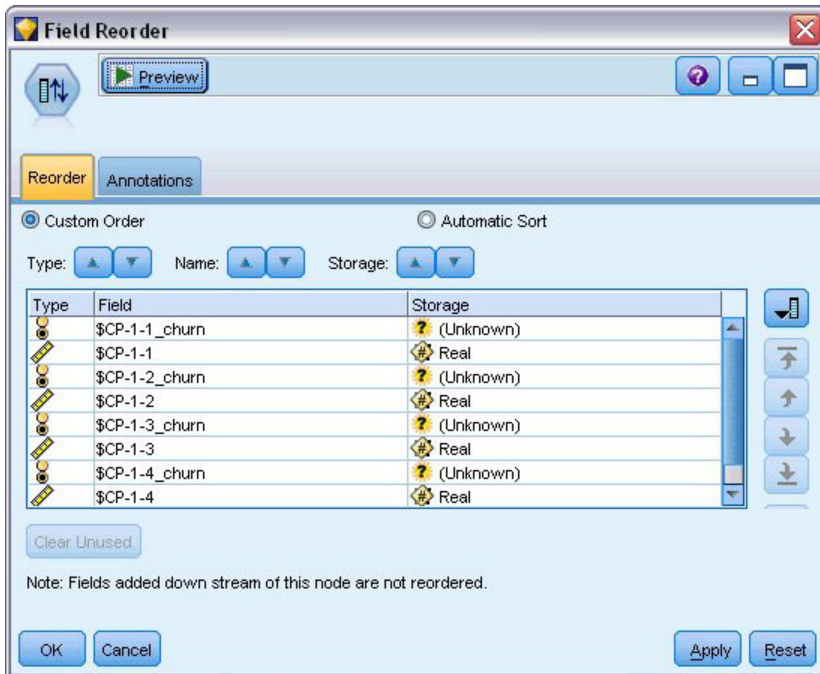 Field Reorder
Preview
Reorder Annotations
Custom Order Automatic Sort
Type: Name: Storage:
Type Field Storage
$CP-1-1_churn ? (Unknown)
$CP-1-1 # Real
$CP-1-2_churn ? (Unknown)
$CP-1-2 # Real
$CP-1-3_churn ? (Unknown)
$CP-1-3 # Real
$CP-1-4_churn ? (Unknown)
$CP-1-4 # Real
Clear Unused
Note: Fields added down stream of this node are not reordered.
OK Cancel Apply Reset